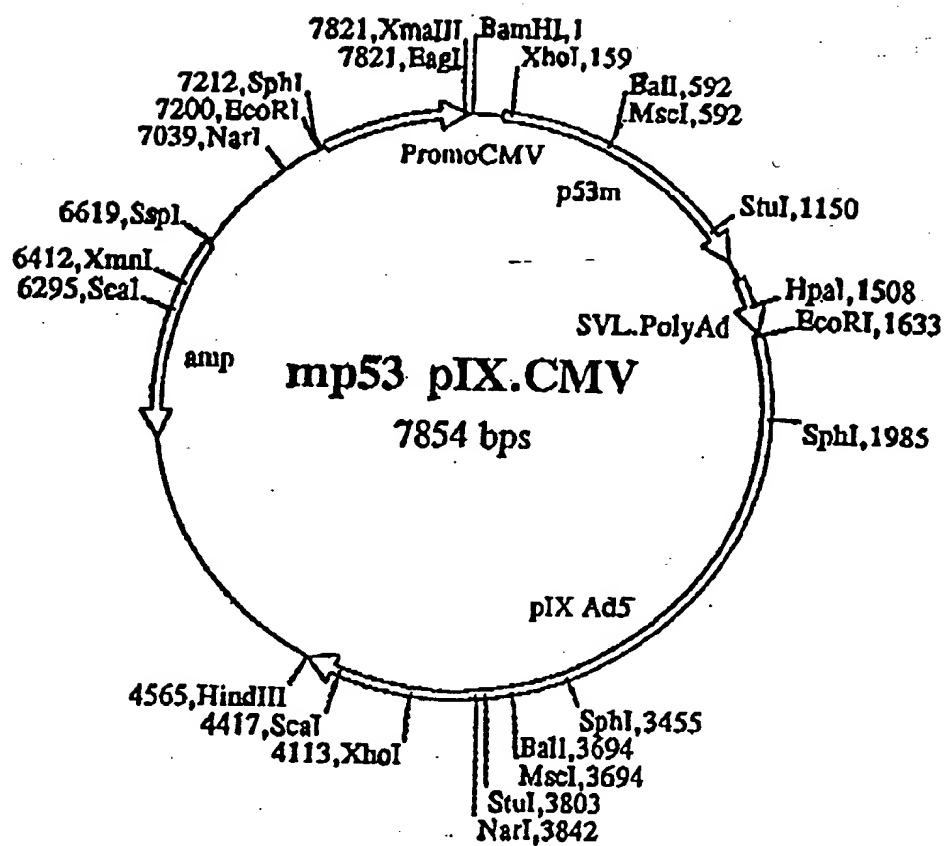 7821,XmaIII
BamHI,1
7821,EagI
XhoI,159
7212,SphI
7200,EcoRI
7039,NarI
BalI,592
MscI,592
PromoCMV
p53m
6619,SspI
StuI,1150
6412,XmnI
6295,ScaI
HpaI,1508
SVL.PolyAd
EcoRI,1633
amp
mp53 pIX.CMV
7854 bps
SphI,1985
pIX Ad5
4565,HindIII
4417,ScaI
4113,XhoI
SphI,3455
BalI,3694
MscI,3694
StuI,3803
NarI,3842